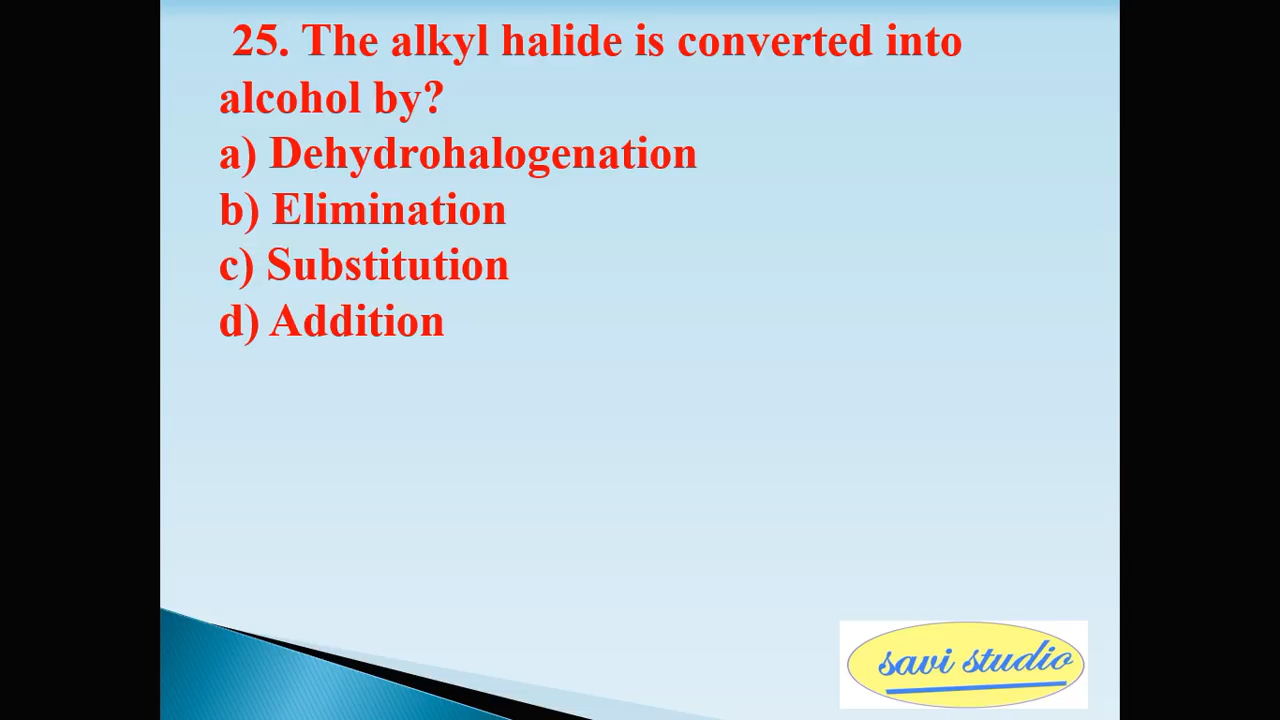 25. The alkyl halide is converted into
alcohol by?
a) Dehydrohalogenation
b) Elimination
c) Substitution
d) Addition
savi studio